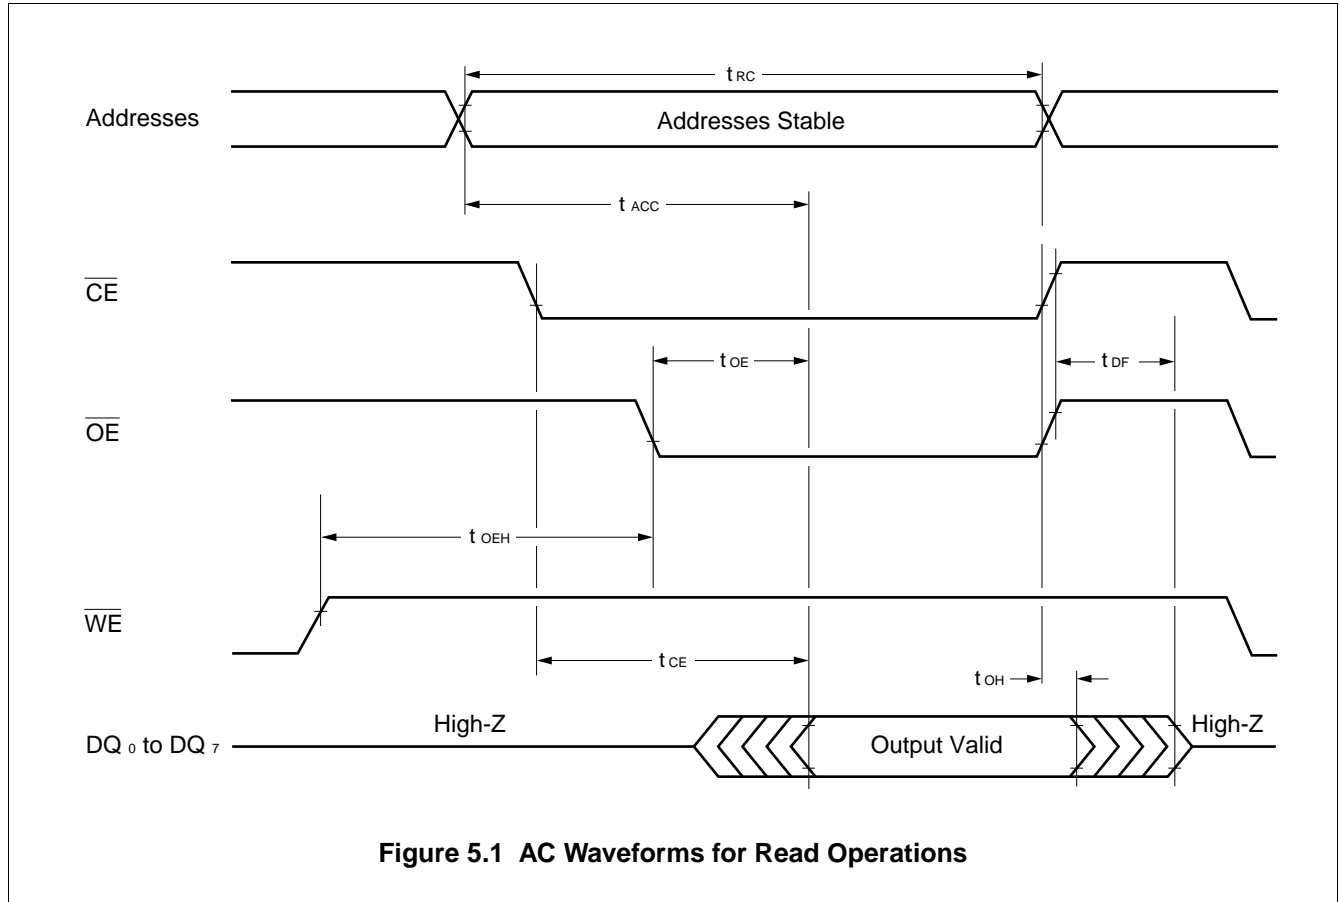 t RC
Addresses
Addresses Stable
t ACC
CE
t OE
t DF
OE
t OEH
WE
t CE
t OH
High-Z
High-Z
DQ 0 to DQ 7
Output Valid
Figure 5.1 AC Waveforms for Read Operations